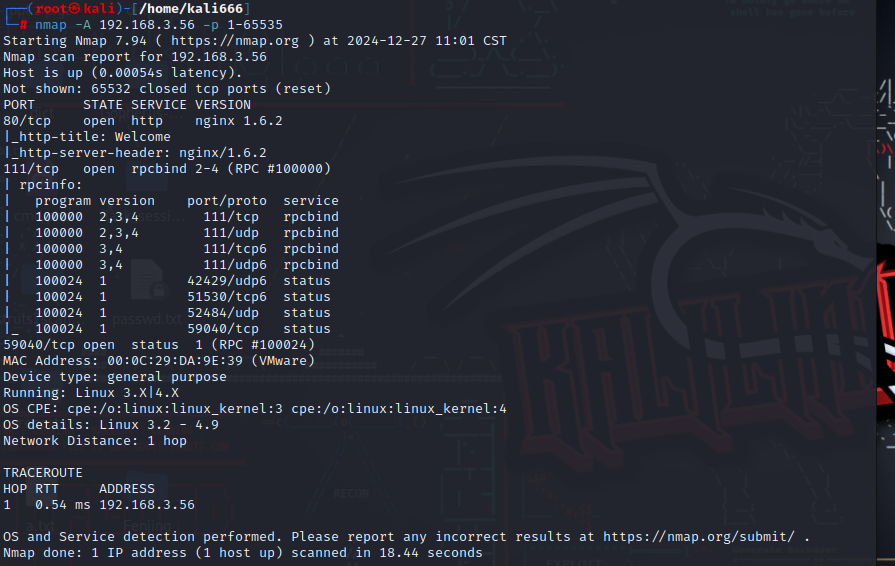 (root㉿kali)-[/home/kali666]
# nmap -A 192.168.3.56 -p 1-65535
Starting Nmap 7.94 ( https://nmap.org ) at 2024-12-27 11:01 CST
Nmap scan report for 192.168.3.56
Host is up (0.00054s latency).
Not shown: 65532 closed tcp ports (reset)
PORT      STATE SERVICE VERSION
80/tcp    open  http    nginx 1.6.2
|_http-title: Welcome
|_http-server-header: nginx/1.6.2
111/tcp   open  rpcbind 2-4 (RPC #100000)
| rpcinfo:
|   program version    port/proto  service
|   100000  2,3,4        111/tcp   rpcbind
|   100000  2,3,4        111/udp   rpcbind
|   100000  3,4          111/tcp6  rpcbind
|   100000  3,4          111/udp6  rpcbind
|   100024  1          42429/udp6  status
|   100024  1          51530/tcp6  status
|   100024  1          52484/udp   status
|_  100024  1          59040/tcp   status
59040/tcp open  status  1 (RPC #100024)
MAC Address: 00:0C:29:DA:9E:39 (VMware)
Device type: general purpose
Running: Linux 3.X|4.X
OS CPE: cpe:/o:linux:linux_kernel:3 cpe:/o:linux:linux_kernel:4
OS details: Linux 3.2 - 4.9
Network Distance: 1 hop
TRACEROUTE
HOP RTT     ADDRESS
1   0.54 ms 192.168.3.56
OS and Service detection performed. Please report any incorrect results at https://nmap.org/submit/ .
Nmap done: 1 IP address (1 host up) scanned in 18.44 seconds
passwd.txt
RECON
a.txt